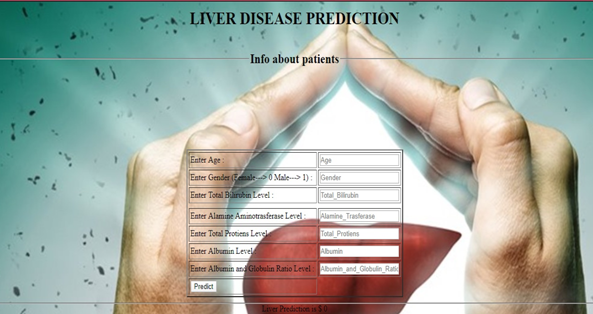 LIVER DISEASE PREDICTION
Info about patients
Enter Age : Age
Enter Gender (Female---> 0 Male---> 1) : Gender
Enter Total Bilirubin Level : Total_Bilirubin
Enter Alamine Aminotrasferase Level : Alamine_Trasferase
Enter Total Protiens Level : Total_Protiens
Enter Albumin Level : Albumin
Enter Albumin and Globulin Ratio Level : Albumin_and_Globulin_Ratio
Predict
Liver Prediction is